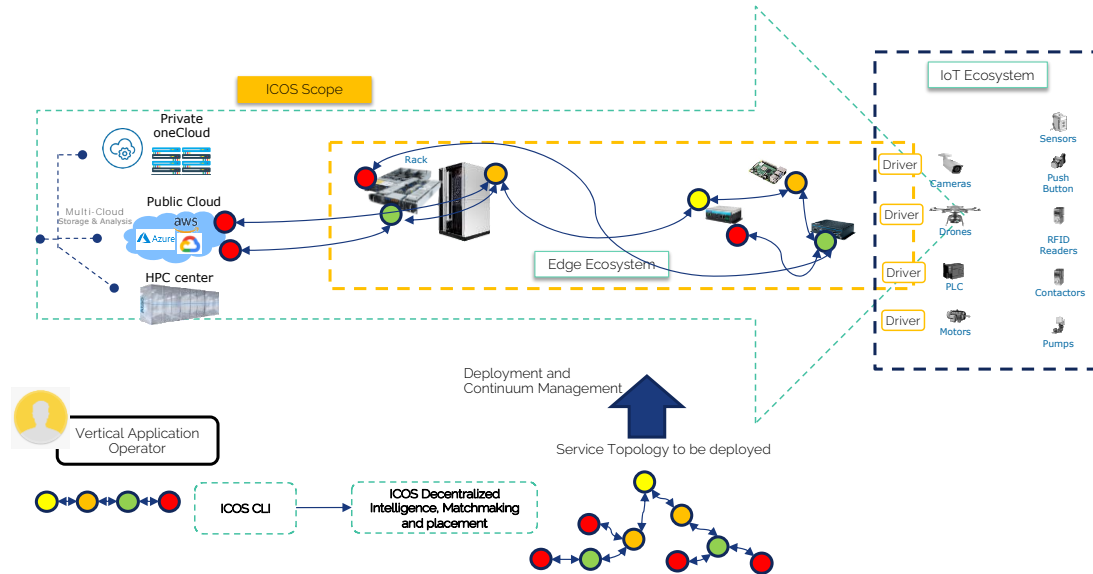 ICOS Scope
IoT Ecosystem
Private
oneCloud
Multi-Cloud
Storage & Analysis
Public Cloud
aws
Azure
HPC center
Rack
Edge Ecosystem
Driver
Driver
Driver
Driver
Cameras
Drones
PLC
Motors
Sensors
Push
Button
RFID
Readers
Contactors
Pumps
Deployment and
Continuum Management
Vertical Application
Operator
Service Topology to be deployed
ICOS CLI
ICOS Decentralized
Intelligence, Matchmaking
and placement